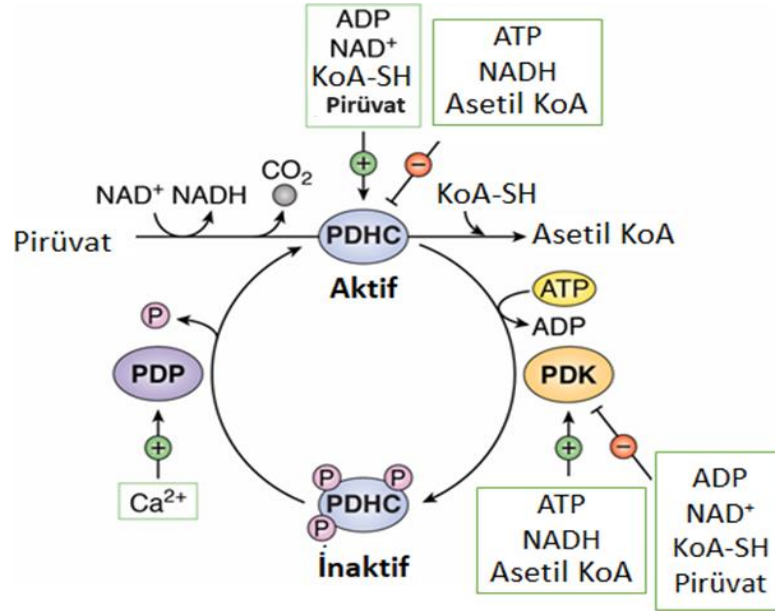 ADP
NAD⁺
KoA-SH
Pirüvat
ATP
NADH
Asetil KoA
+
−
CO₂
NAD⁺ NADH
KoA-SH
Pirüvat
PDHC
Asetil KoA
Aktif
ATP
ADP
P
PDP
PDK
+
Ca²⁺
P
P
PDHC
P
İnaktif
+
−
ATP
NADH
Asetil KoA
ADP
NAD⁺
KoA-SH
Pirüvat